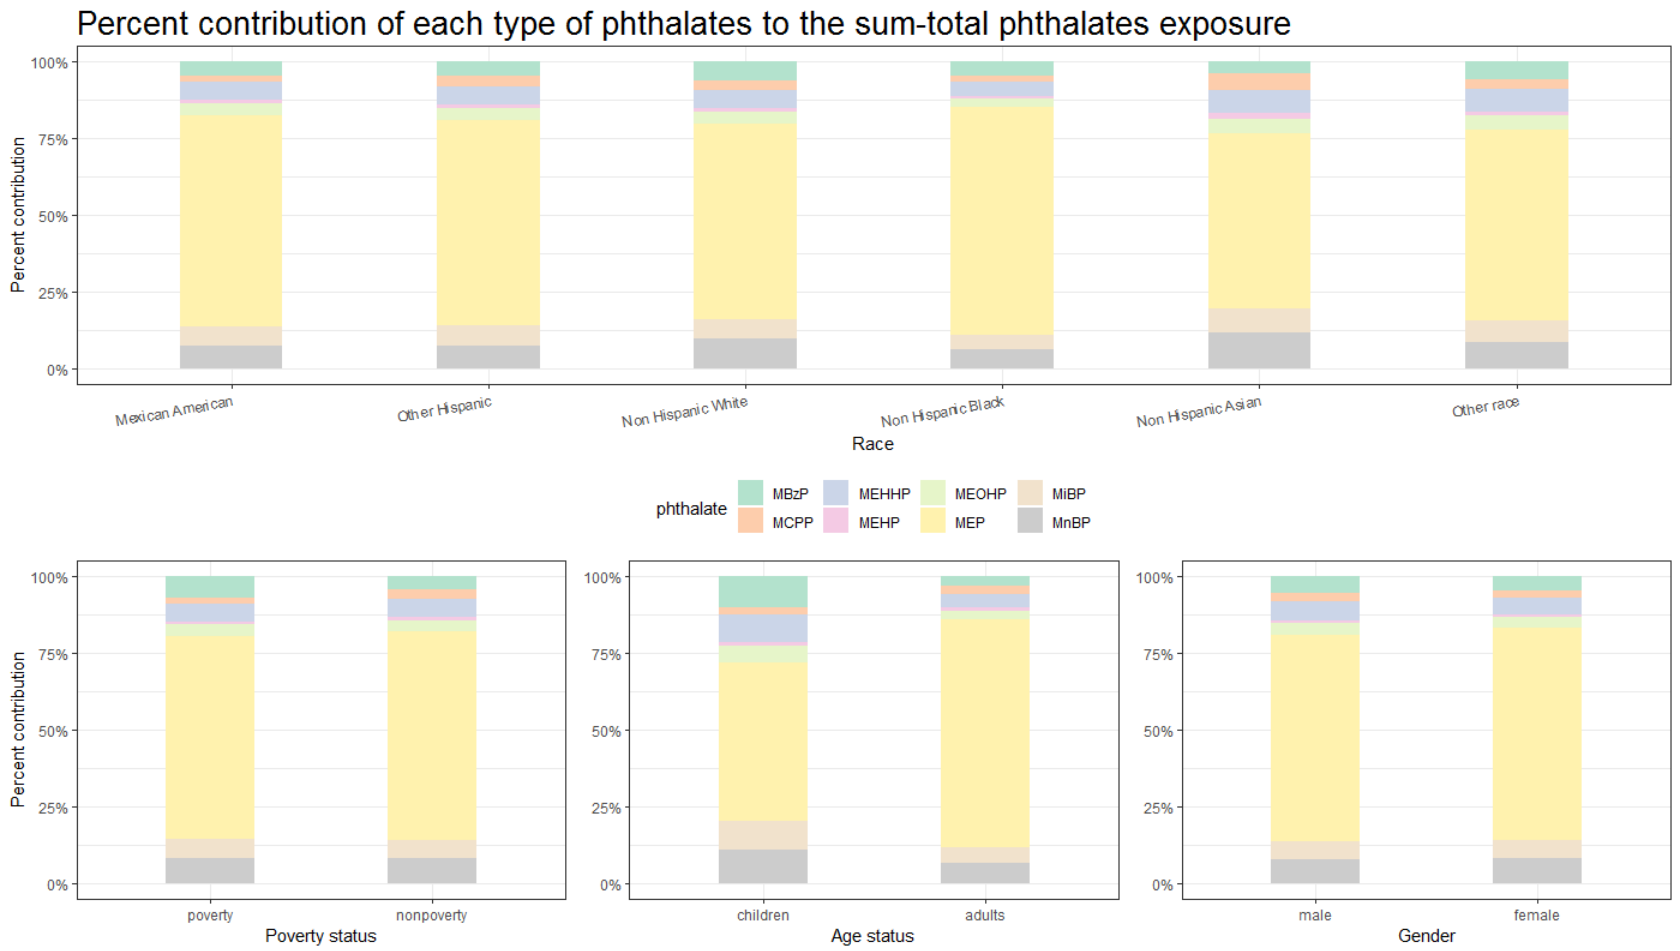 Percent contribution of each type of phthalates to the sum-total phthalates exposure
Percent contribution
100%
75%
50%
25%
0%
Mexican American
Other Hispanic
Non Hispanic White
Non Hispanic Black
Non Hispanic Asian
Other race
Race
phthalate
MBzP
MEHHP
MEOHP
MiBP
MCPP
MEHP
MEP
MnBP
Percent contribution
100%
75%
50%
25%
0%
poverty
nonpoverty
Poverty status
100%
75%
50%
25%
0%
children
adults
Age status
100%
75%
50%
25%
0%
male
female
Gender